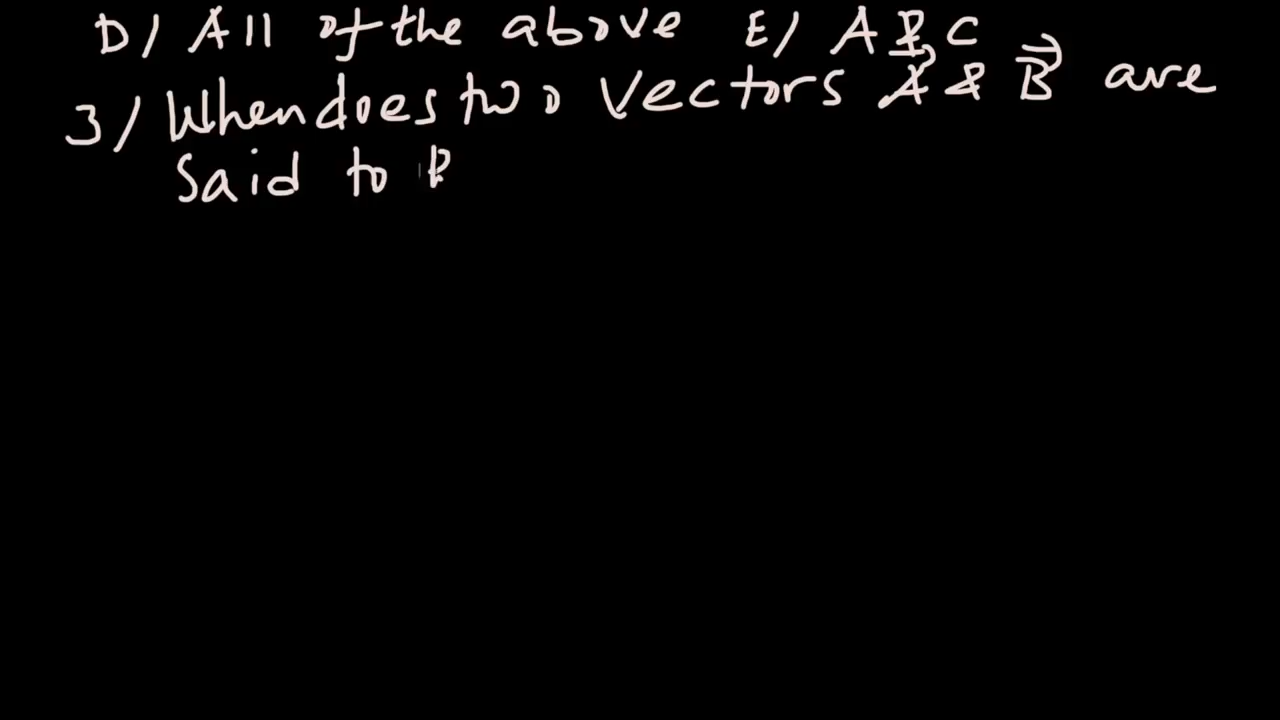 D/ All of the above E/ A & C
3/ When does two vectors A⃗ & B⃗ are
Said to